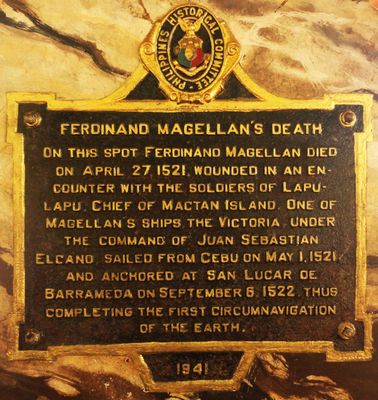 PHILIPPINES HISTORICAL COMMITTEE
FERDINAND MAGELLAN'S DEATH
ON THIS SPOT FERDINAND MAGELLAN DIED
ON APRIL 27, 1521, WOUNDED IN AN EN-
COUNTER WITH THE SOLDIERS OF LAPU-
LAPU, CHIEF OF MACTAN ISLAND. ONE OF
MAGELLAN'S SHIPS, THE VICTORIA, UNDER
THE COMMAND OF JUAN SEBASTIAN
ELCANO, SAILED FROM CEBU ON MAY 1, 1521,
AND ANCHORED AT SAN LUCAR DE
BARRAMEDA ON SEPTEMBER 6, 1522, THUS
COMPLETING THE FIRST CIRCUMNAVIGATION
OF THE EARTH.
1941